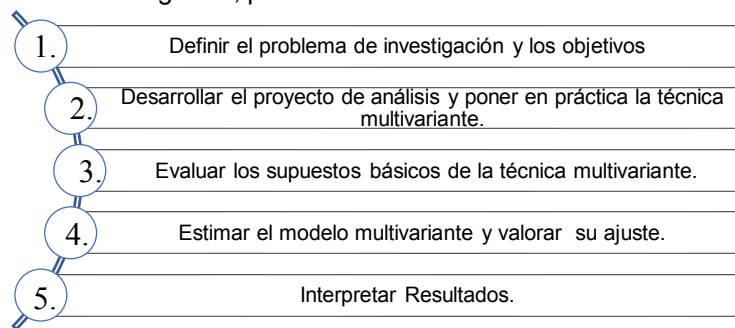 1. Definir el problema de investigación y los objetivos
2. Desarrollar el proyecto de análisis y poner en práctica la técnica
multivariante.
3. Evaluar los supuestos básicos de la técnica multivariante.
4. Estimar el modelo multivariante y valorar su ajuste.
5. Interpretar Resultados.